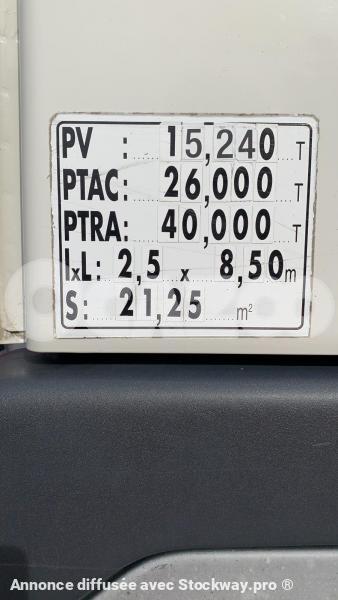 PV : 15,240 T
PTAC: 26,000 T
PTRA: 40,000 T
lxL: 2,5 x 8,50 m
S: 21,25 m²
Annonce diffusée avec Stockway.pro ®